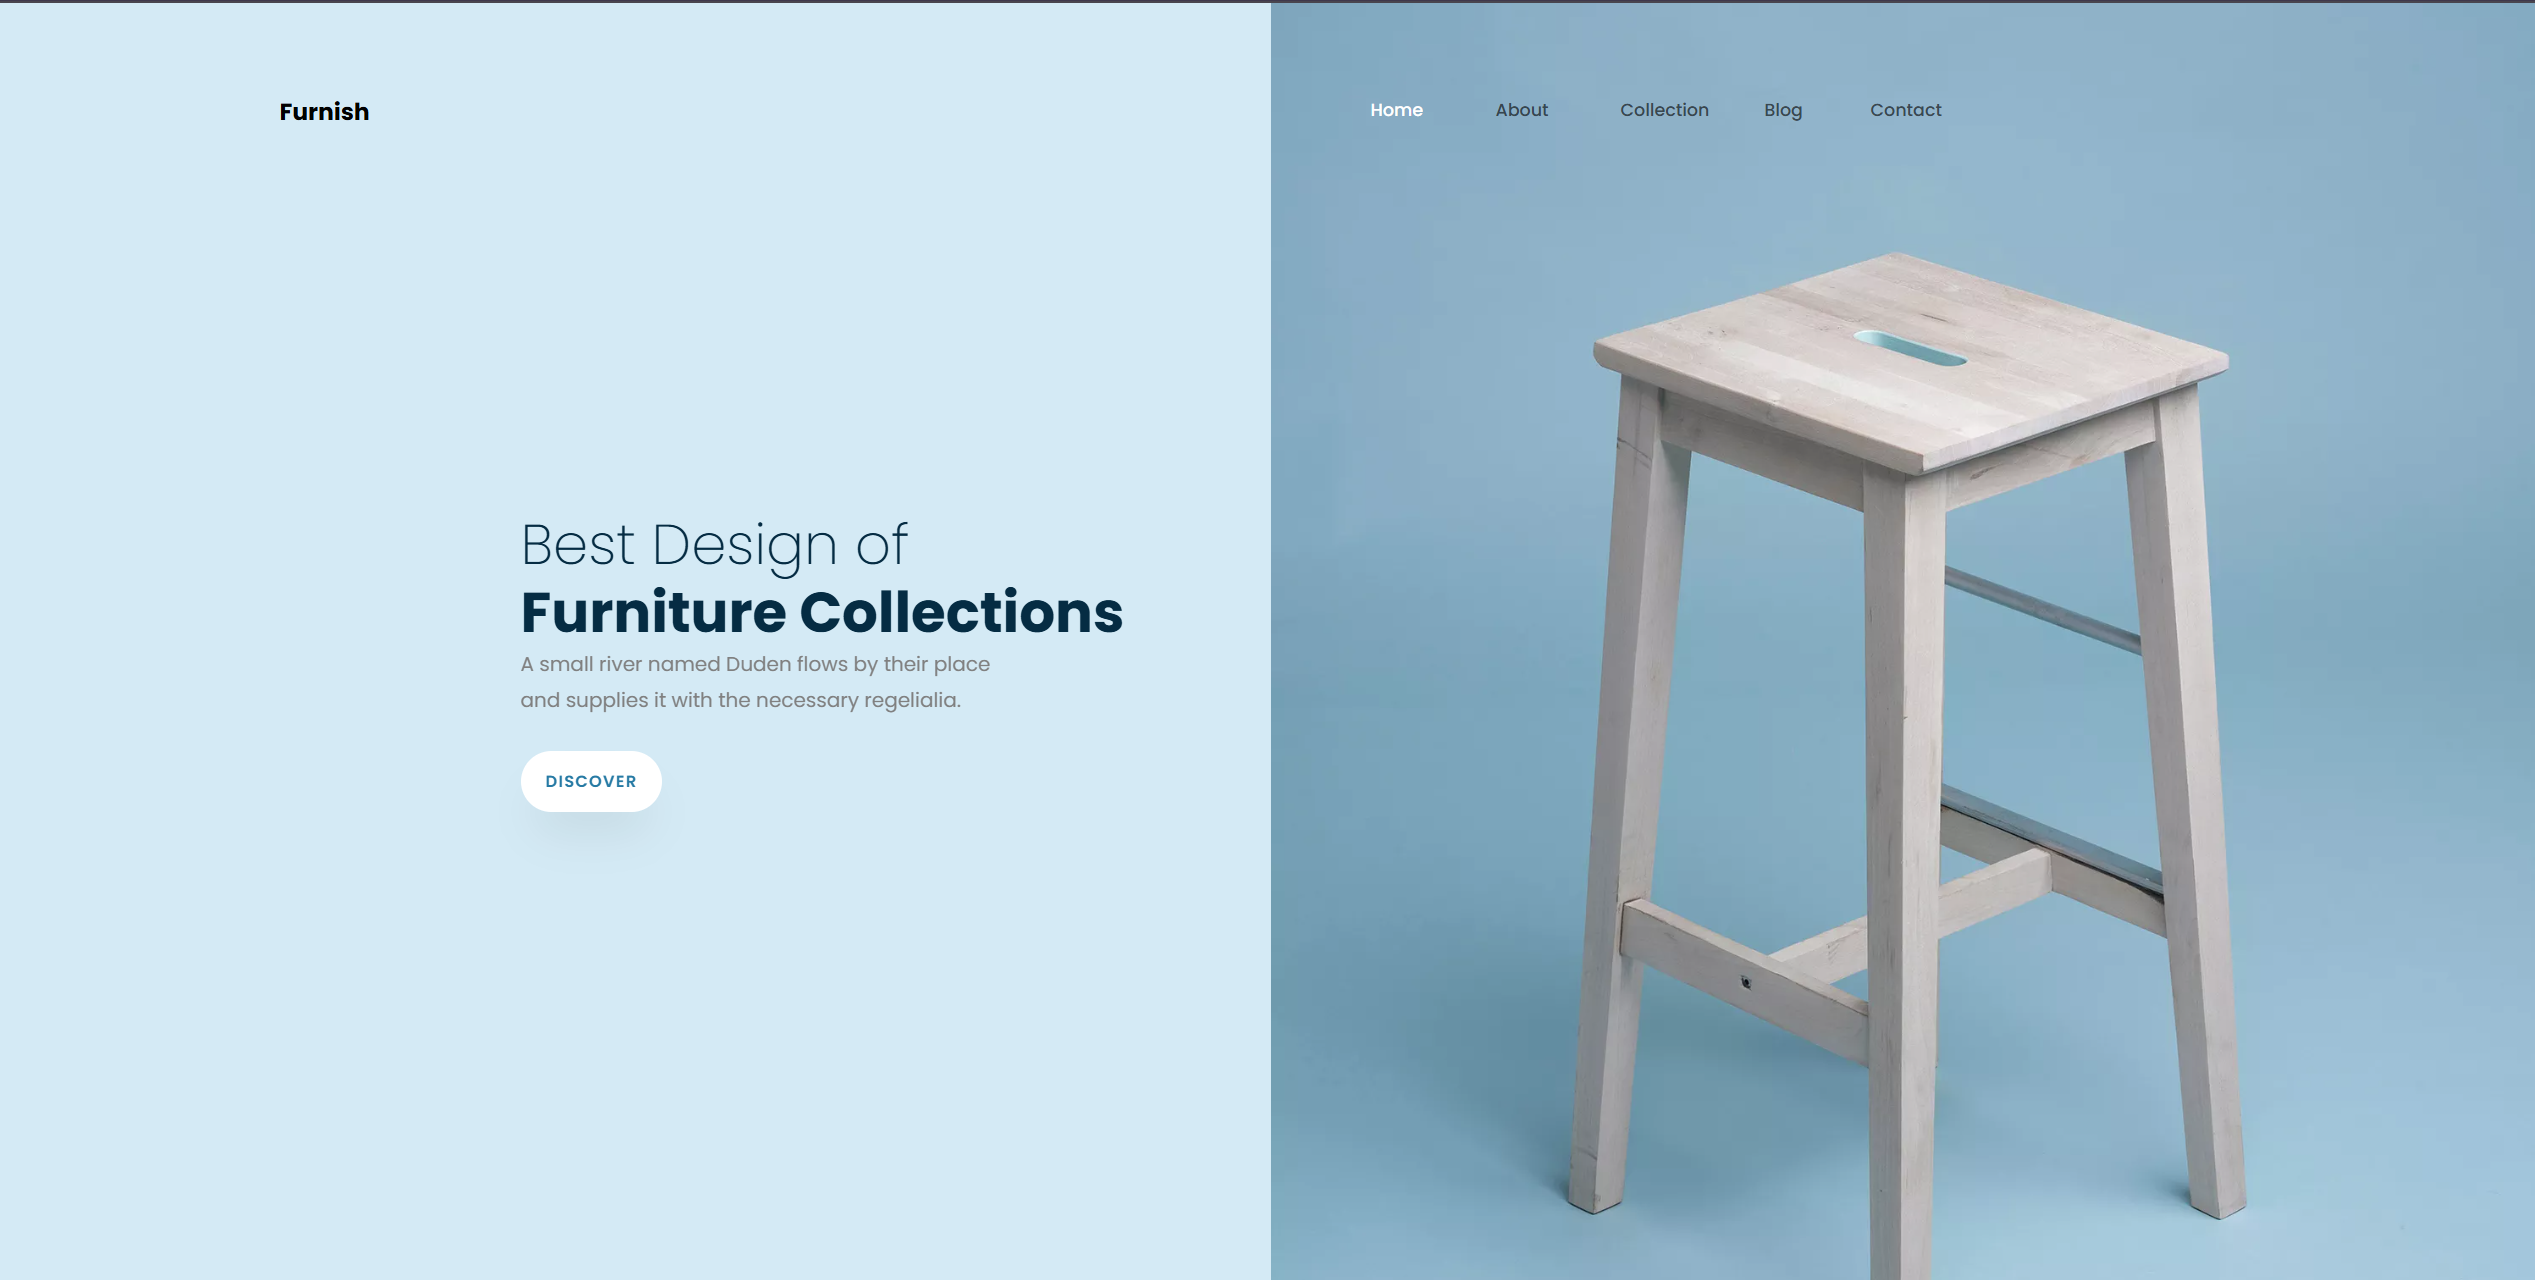 Furnish
Home About Collection Blog Contact
Best Design of
Furniture Collections
A small river named Duden flows by their place
and supplies it with the necessary regelialia.
DISCOVER